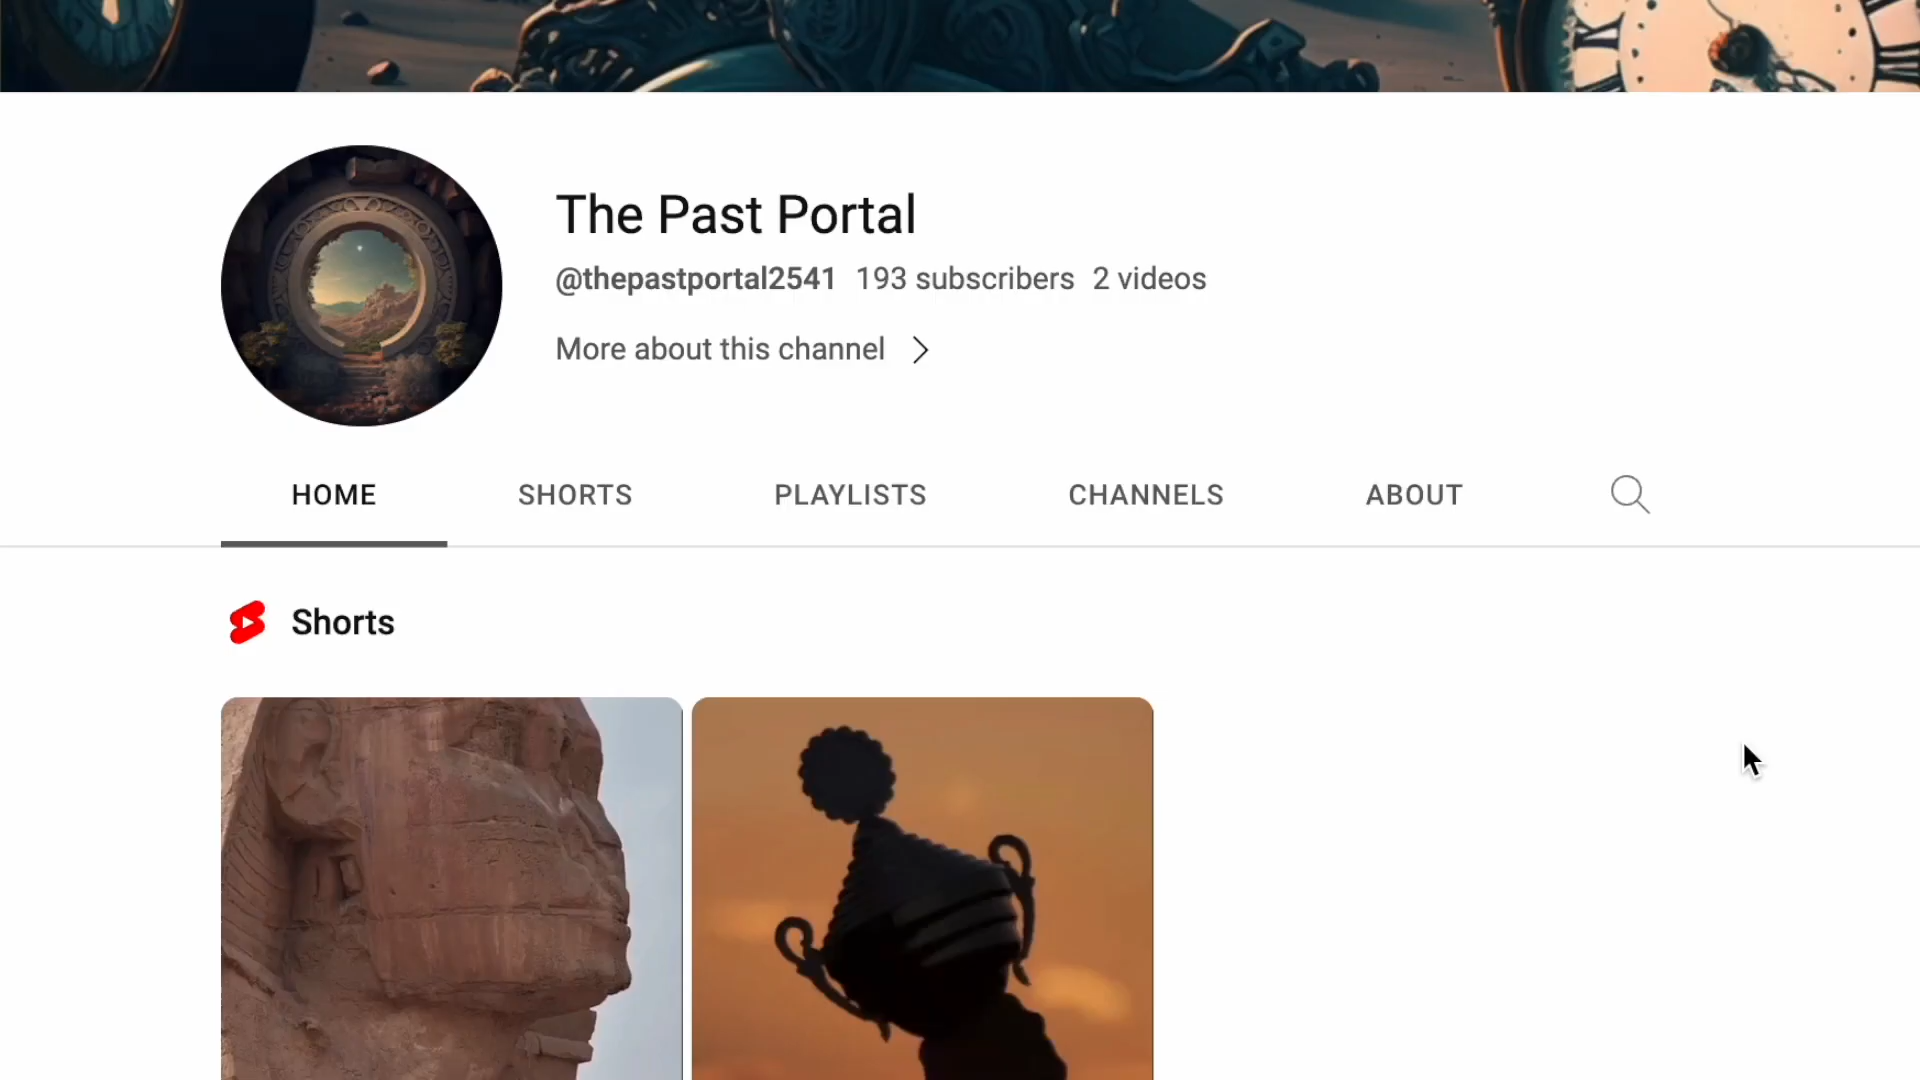 The Past Portal
@thepastportal2541 193 subscribers 2 videos
More about this channel
HOME SHORTS PLAYLISTS CHANNELS ABOUT
Shorts